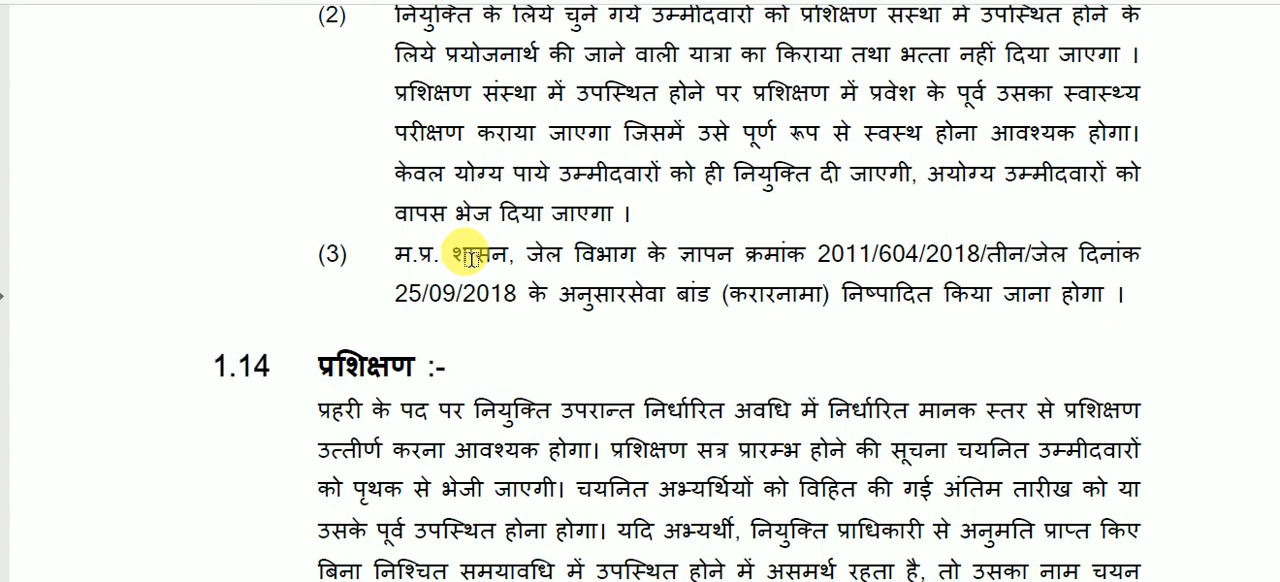 (2) नियुक्ति के लिये चुने गये उम्मीदवारों को प्रशिक्षण संस्था में उपस्थित होने के
लिये प्रयोजनार्थ की जाने वाली यात्रा का किराया तथा भत्ता नहीं दिया जाएगा ।
प्रशिक्षण संस्था में उपस्थित होने पर प्रशिक्षण में प्रवेश के पूर्व उसका स्वास्थ्य
परीक्षण कराया जाएगा जिसमें उसे पूर्ण रूप से स्वस्थ होना आवश्यक होगा।
केवल योग्य पाये उम्मीदवारों को ही नियुक्ति दी जाएगी, अयोग्य उम्मीदवारों को
वापस भेज दिया जाएगा ।
(3) म.प्र. शासन, जेल विभाग के ज्ञापन क्रमांक 2011/604/2018/तीन/जेल दिनांक
25/09/2018 के अनुसारसेवा बांड (करारनामा) निष्पादित किया जाना होगा ।
1.14 प्रशिक्षण :-
प्रहरी के पद पर नियुक्ति उपरान्त निर्धारित अवधि में निर्धारित मानक स्तर से प्रशिक्षण
उत्तीर्ण करना आवश्यक होगा। प्रशिक्षण सत्र प्रारम्भ होने की सूचना चयनित उम्मीदवारों
को पृथक से भेजी जाएगी। चयनित अभ्यर्थियों को विहित की गई अंतिम तारीख को या
उसके पूर्व उपस्थित होना होगा। यदि अभ्यर्थी, नियुक्ति प्राधिकारी से अनुमति प्राप्त किए
बिना निश्चित समयावधि में उपस्थित होने में असमर्थ रहता है, तो उसका नाम चयन